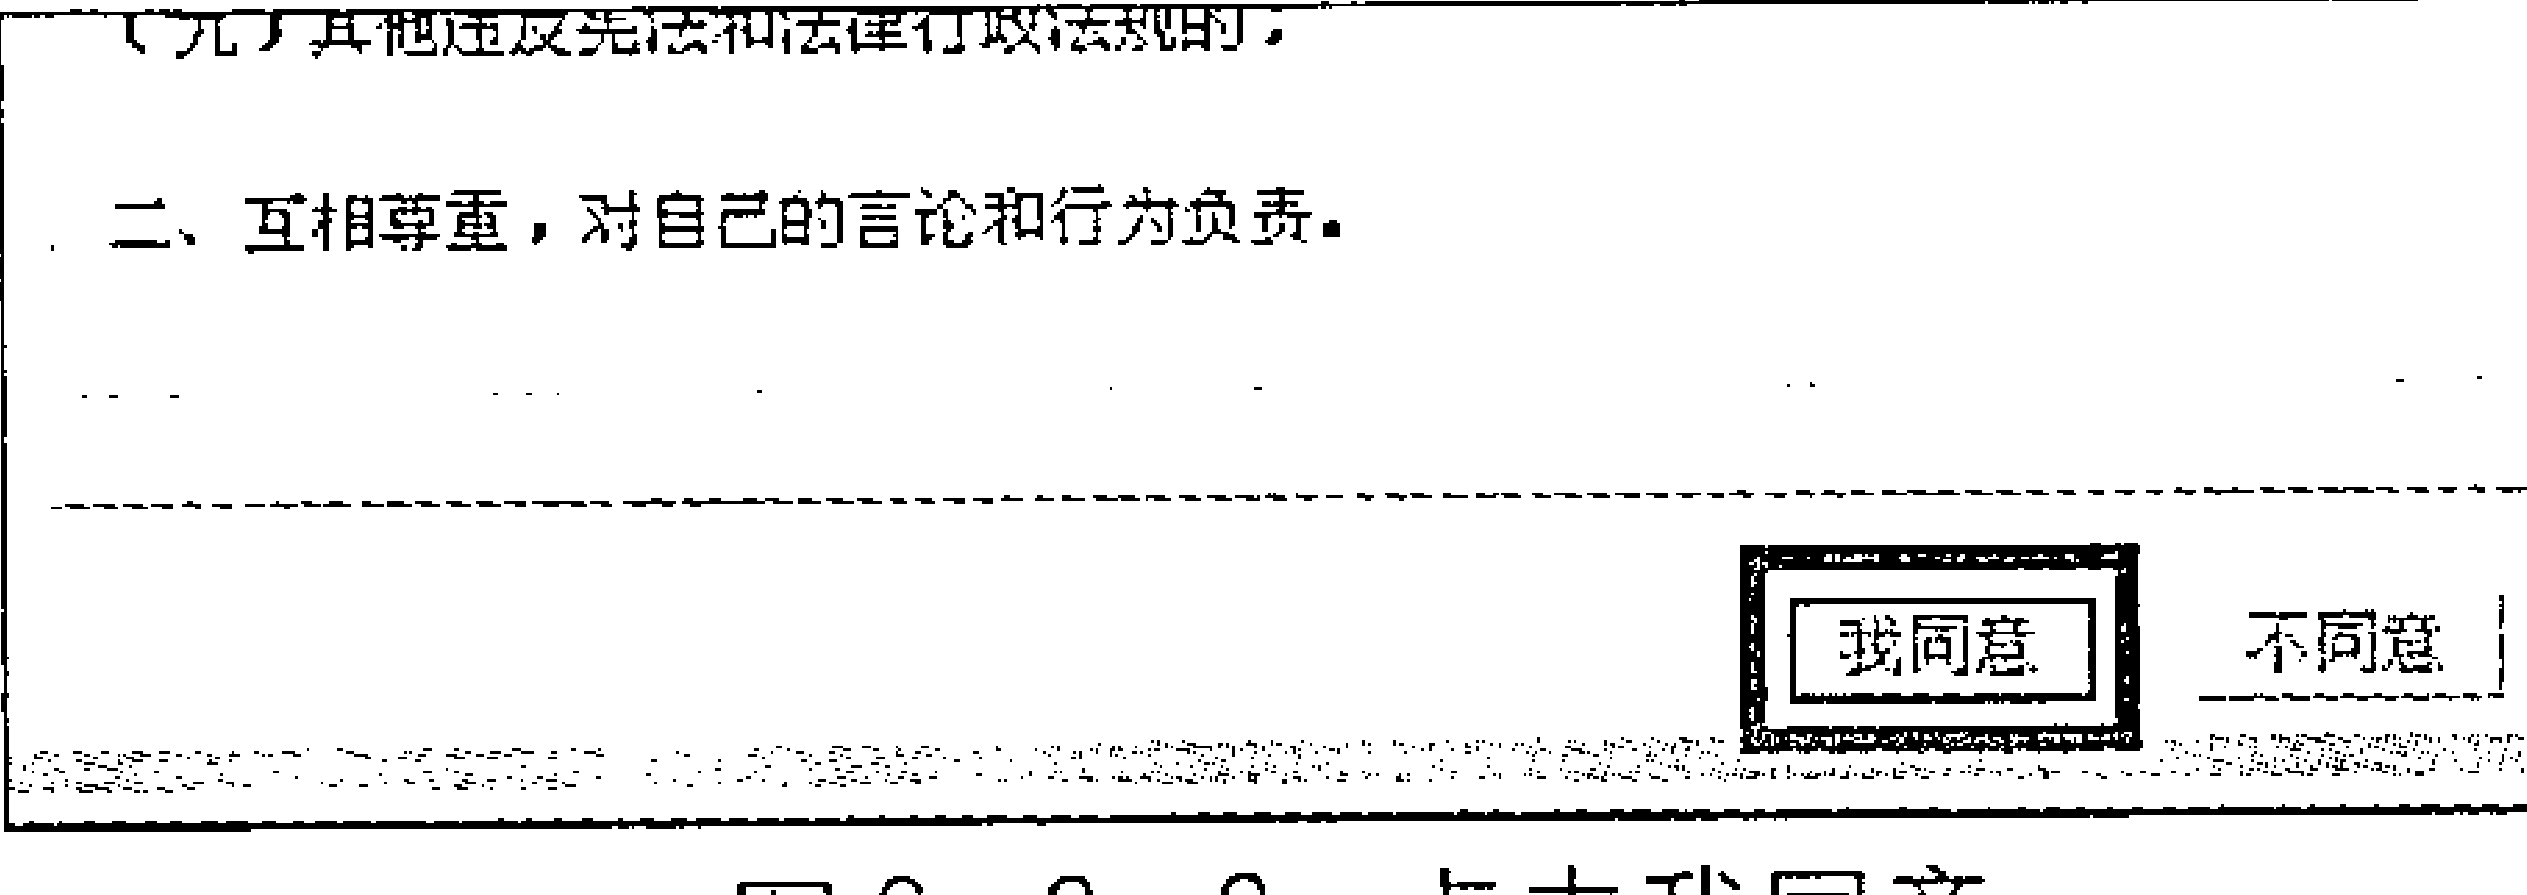 （九）其他违反宪法和法律行政法规的，
二、互相尊重，对自己的言论和行为负责。
我同意 不同意